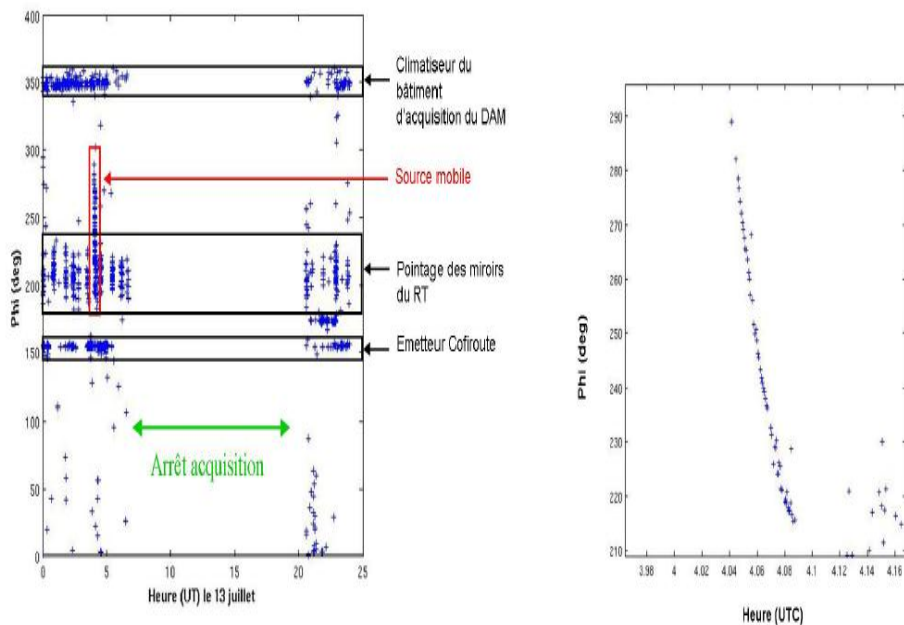 400
350
300
250
200
150
100
50
0
Phi (deg)
0 5 10 15 20 25
Heure (UT) le 13 juillet
Climatiseur du
bâtiment
d'acquisition du DAM
Source mobile
Pointage des miroirs
du RT
Emetteur Cofiroute
Arrêt acquisition
290
280
270
260
250
240
230
220
210
Phi (deg)
3.98 4 4.02 4.04 4.06 4.08 4.1 4.12 4.14 4.16
Heure (UTC)